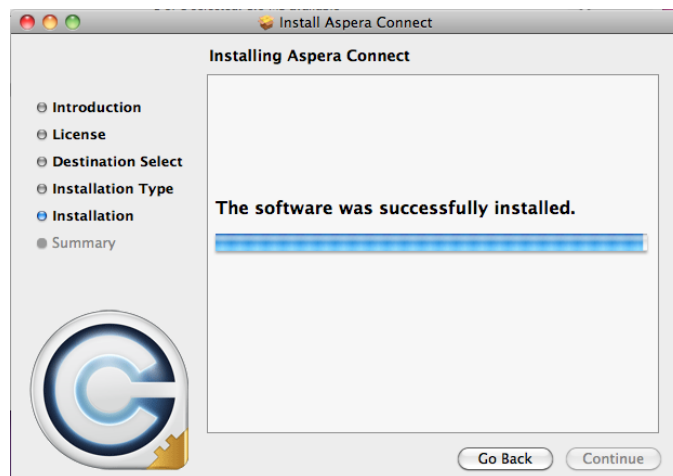 Install Aspera Connect
Installing Aspera Connect
Introduction
License
Destination Select
Installation Type
Installation
Summary
The software was successfully installed.
Go Back
Continue